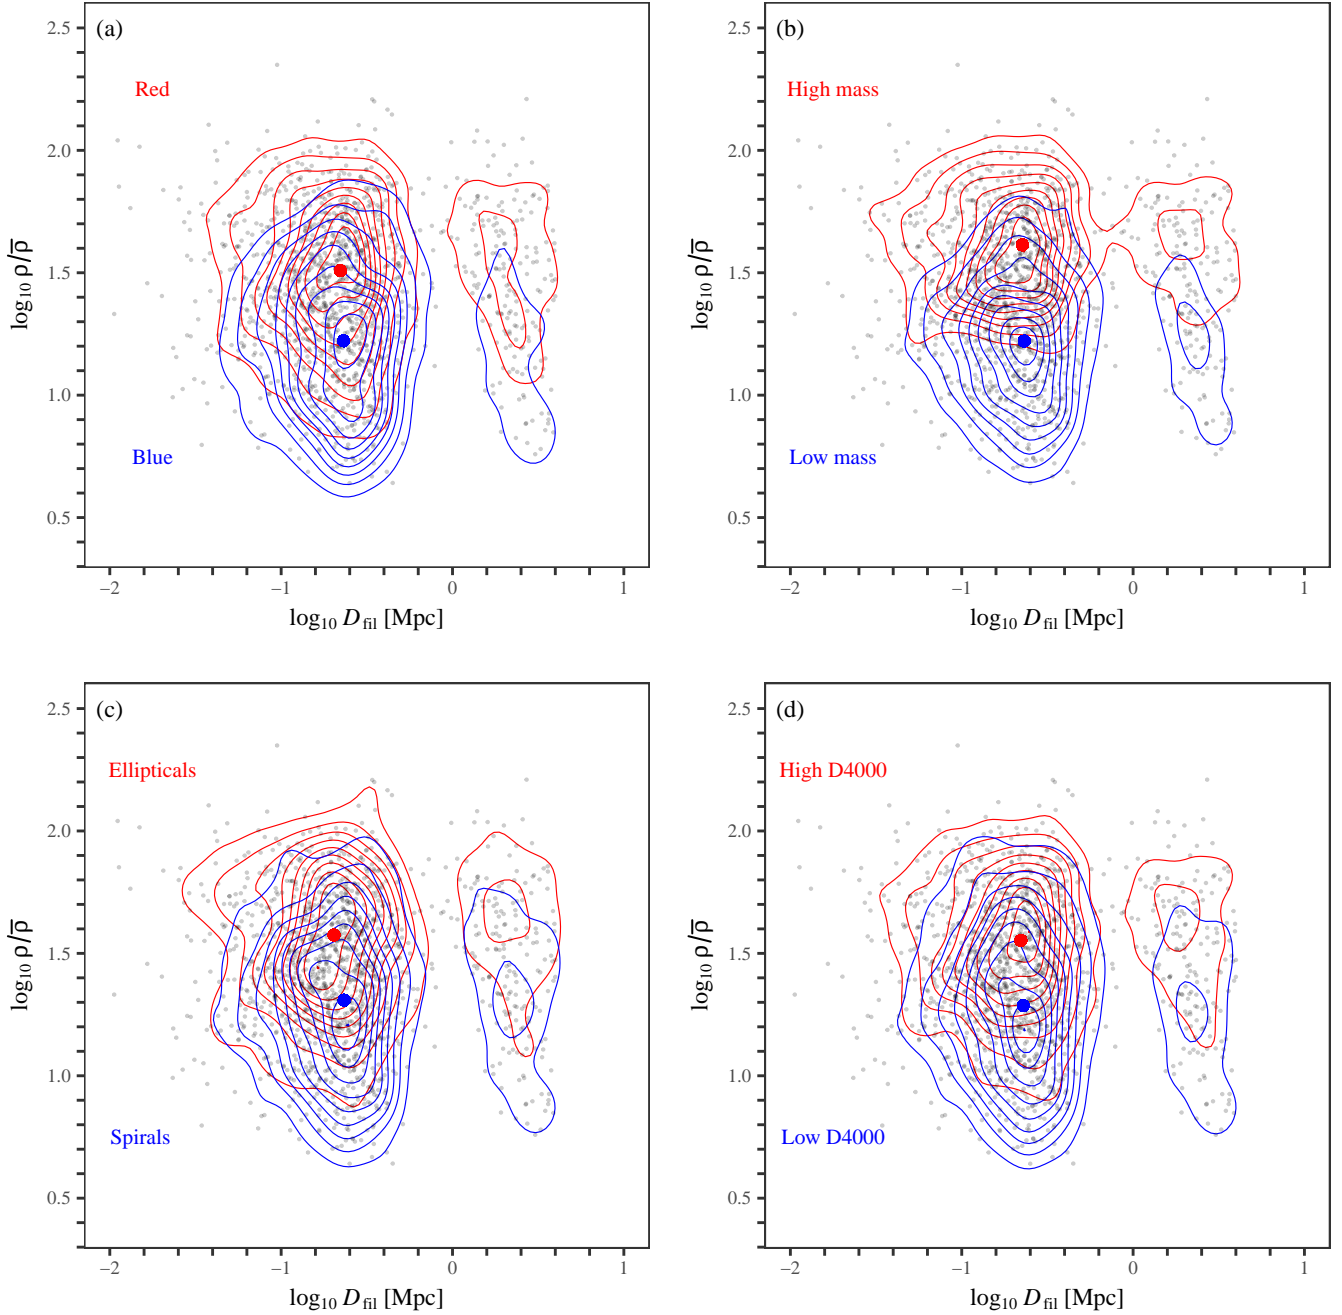 (a)
Red
Blue
2.5
2.0
1.5
1.0
0.5
log₁₀ ρ/ρ̅
−2
−1
0
1
log₁₀ D_fil [Mpc]
(b)
High mass
Low mass
2.5
2.0
1.5
1.0
0.5
log₁₀ ρ/ρ̅
−2
−1
0
1
log₁₀ D_fil [Mpc]
(c)
Ellipticals
Spirals
2.5
2.0
1.5
1.0
0.5
log₁₀ ρ/ρ̅
−2
−1
0
1
log₁₀ D_fil [Mpc]
(d)
High D4000
Low D4000
2.5
2.0
1.5
1.0
0.5
log₁₀ ρ/ρ̅
−2
−1
0
1
log₁₀ D_fil [Mpc]